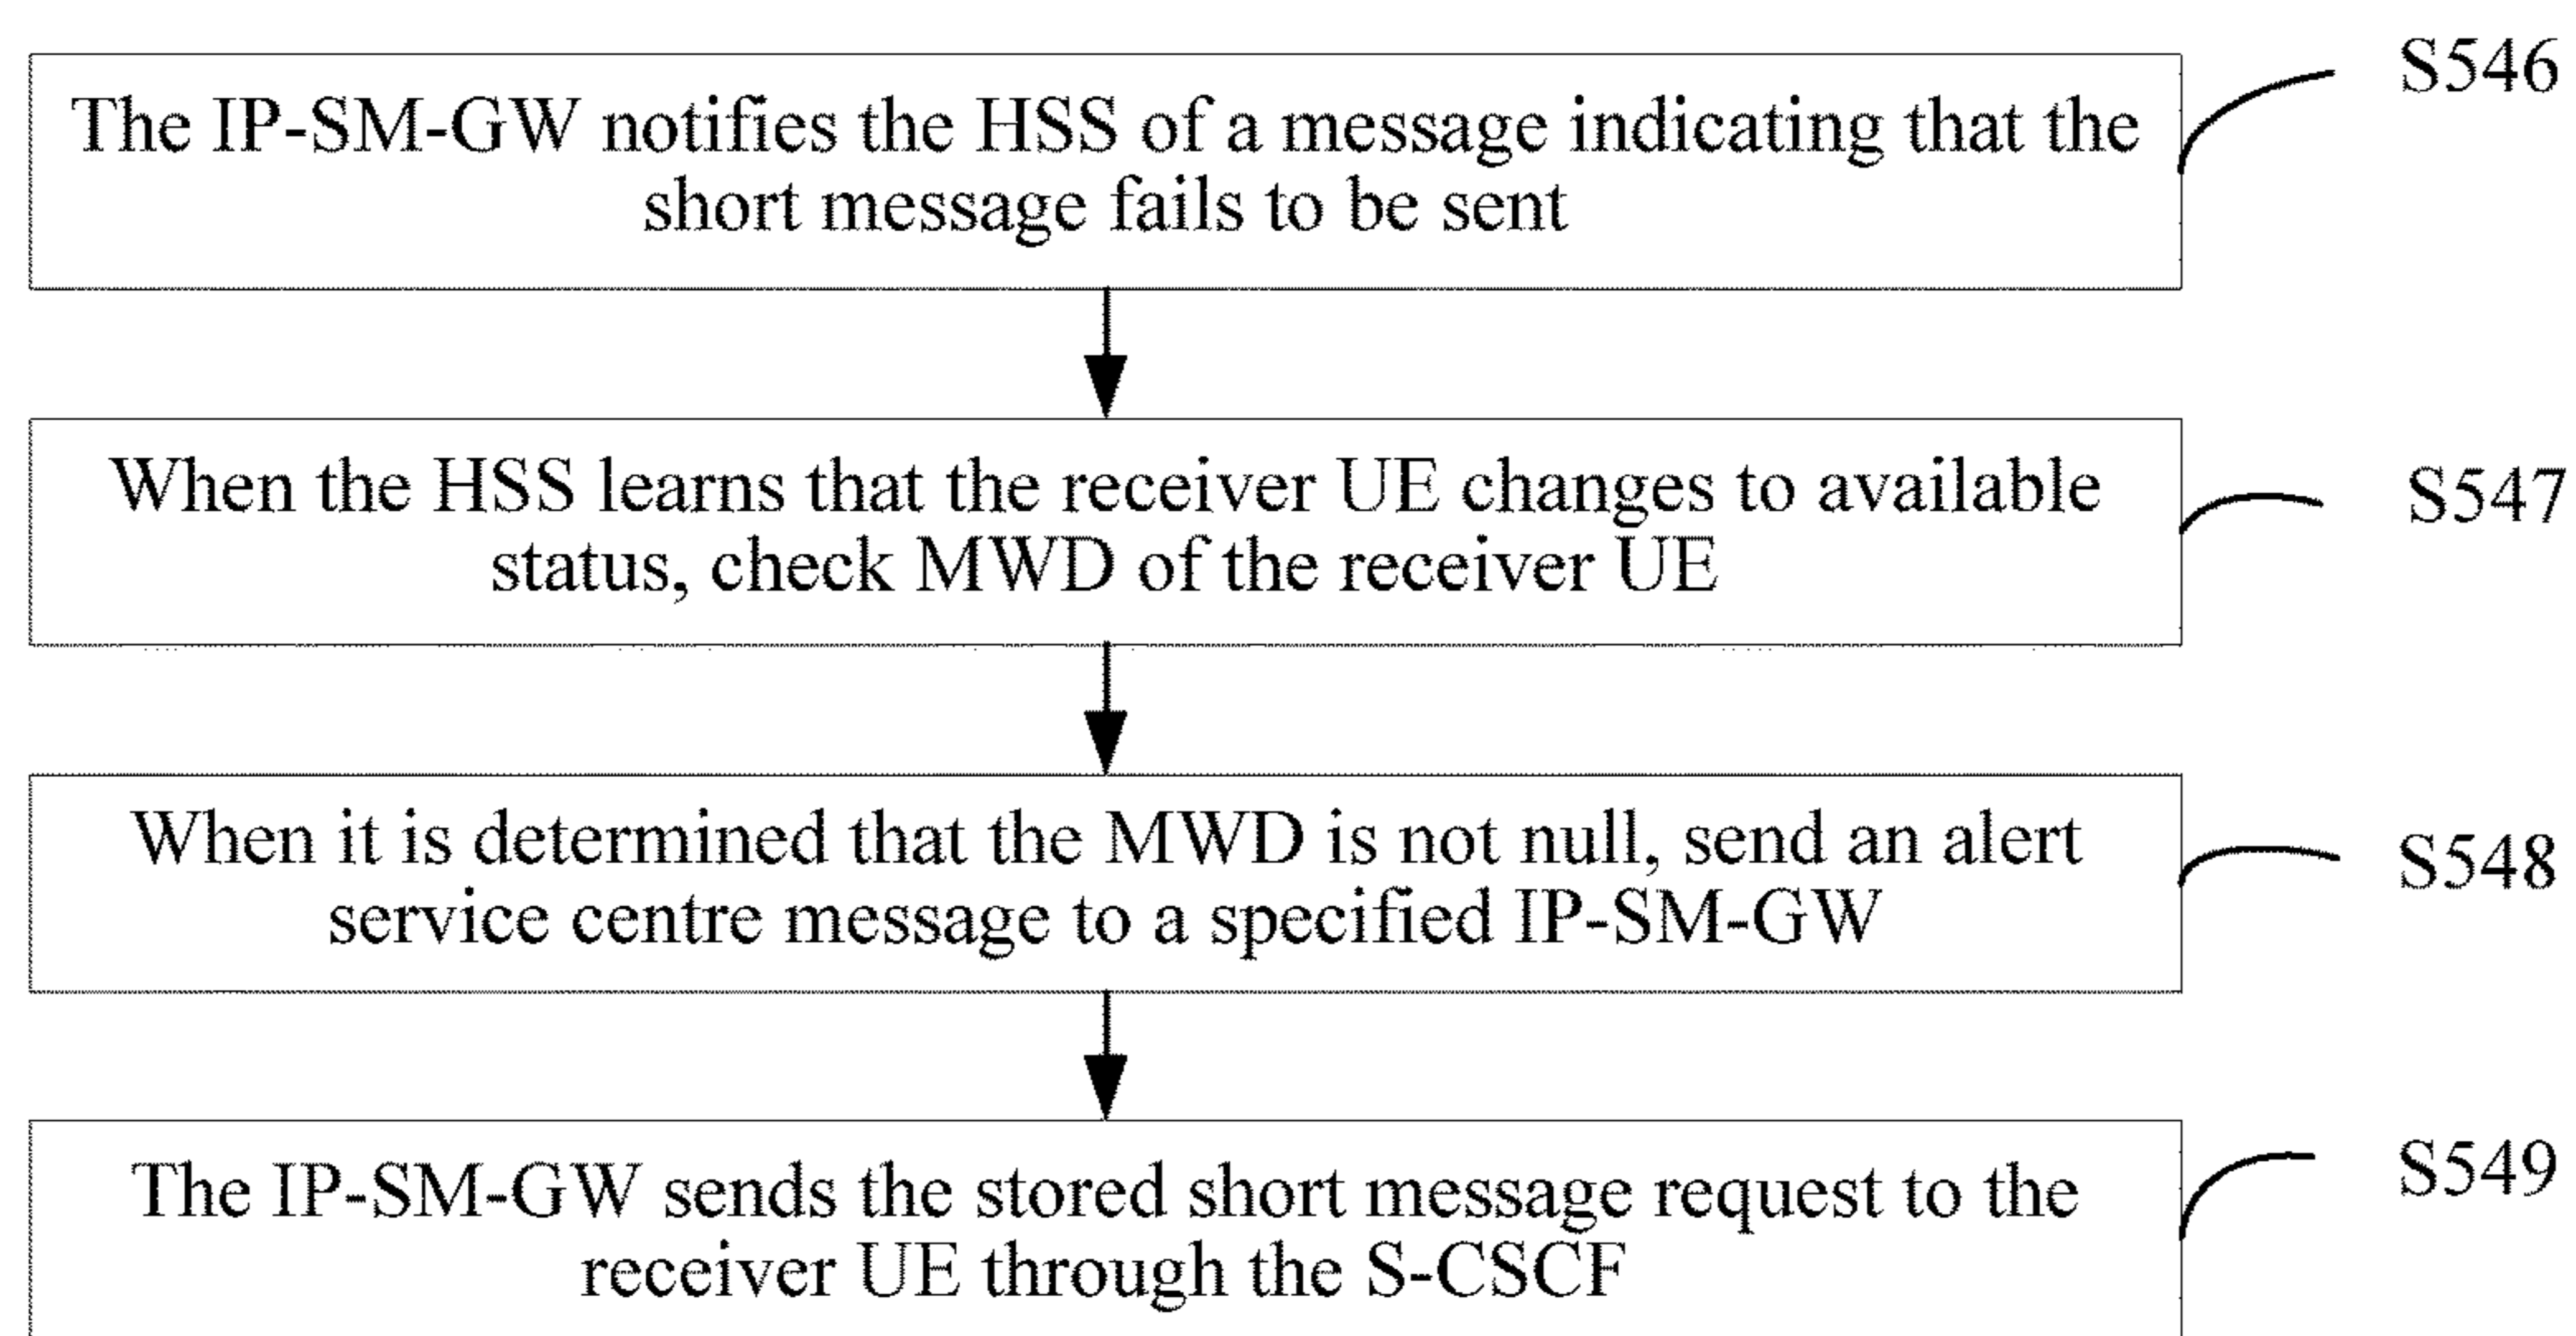 The IP-SM-GW notifies the HSS of a message indicating that the
short message fails to be sent
S546
When the HSS learns that the receiver UE changes to available
status, check MWD of the receiver UE
S547
When it is determined that the MWD is not null, send an alert
service centre message to a specified IP-SM-GW
S548
The IP-SM-GW sends the stored short message request to the
receiver UE through the S-CSCF
S549